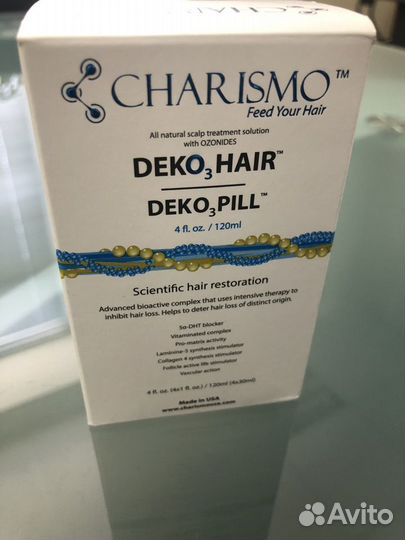 CHARISMO™
Feed Your Hair
All natural scalp treatment solution
with OZONIDES
DEKO3HAIR™
DEKO3PILL™
4 fl. oz. / 120ml
Scientific hair restoration
Advanced bioactive complex that uses intensive therapy to
inhibit hair loss. Helps to deter hair loss of distinct origin.
5α-DHT blocker
Vitaminated complex
Pro-matrix activity
Laminine-5 synthesis stimulator
Collagen 4 synthesis stimulator
Follicle active life stimulator
Vascular action
4 fl. oz. (4x1 fl. oz.) / 120ml (4x30ml)
Made in USA
Avito